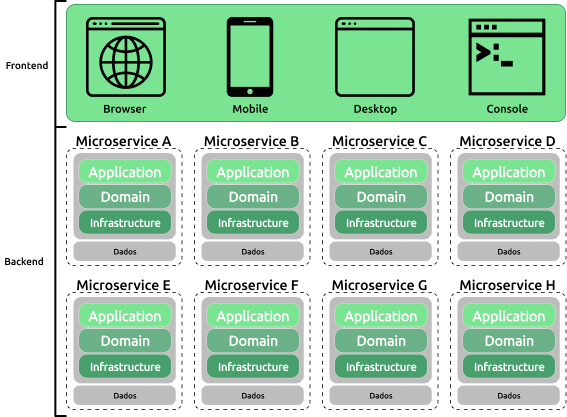 Frontend
Browser
Mobile
Desktop
Console
Backend
Microservice A
Microservice B
Microservice C
Microservice D
Application
Application
Application
Application
Domain
Domain
Domain
Domain
Infrastructure
Infrastructure
Infrastructure
Infrastructure
Dados
Dados
Dados
Dados
Microservice E
Microservice F
Microservice G
Microservice H
Application
Application
Application
Application
Domain
Domain
Domain
Domain
Infrastructure
Infrastructure
Infrastructure
Infrastructure
Dados
Dados
Dados
Dados